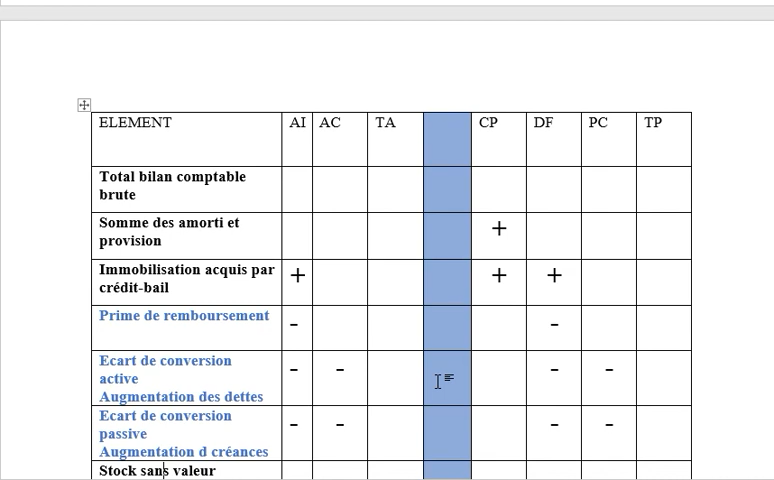 ELEMENT AI AC TA CP DF PC TP
Total bilan comptable
brute
Somme des amorti et
provision
+
Immobilisation acquis par
crédit-bail
+ + +
Prime de remboursement
- -
Ecart de conversion
active
Augmentation des dettes
- - - -
Ecart de conversion
passive
Augmentation d créances
- - - -
Stock sans valeur